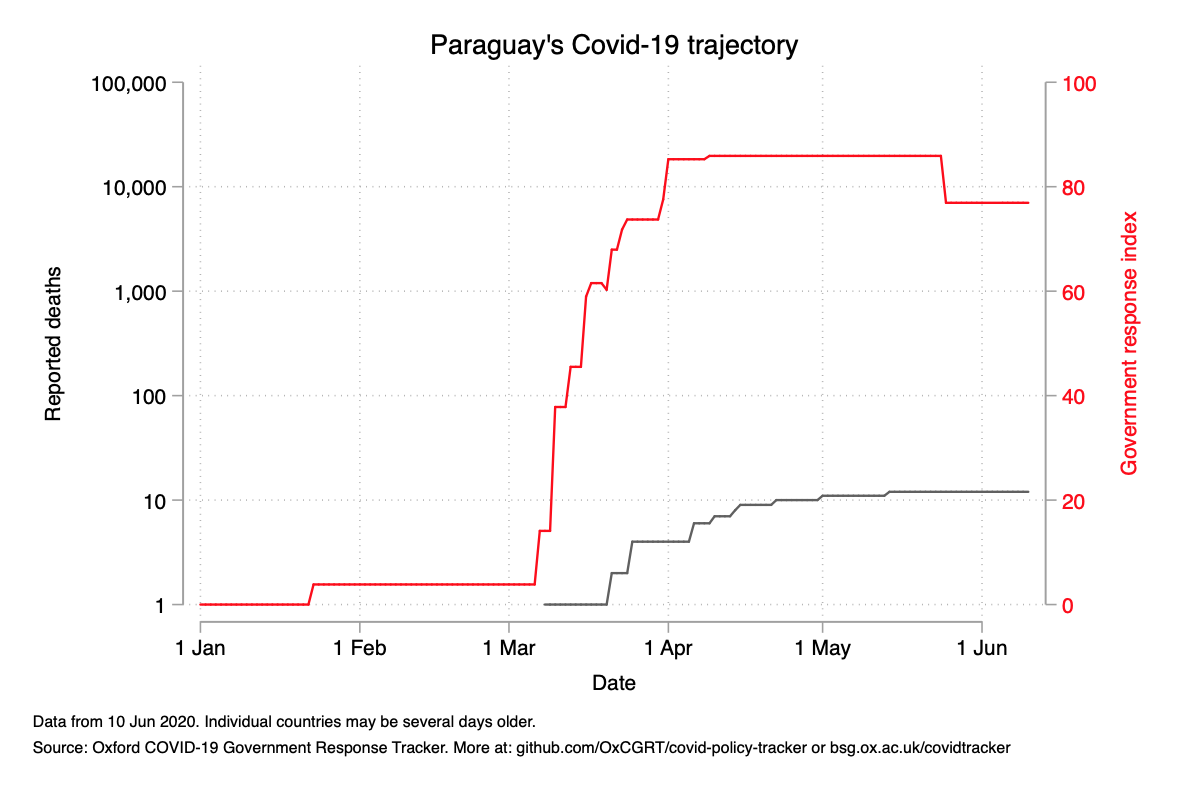 Paraguay's Covid-19 trajectory
100,000
10,000
1,000
100
10
1
Reported deaths
100
80
60
40
20
0
Government response index
1 Jan
1 Feb
1 Mar
1 Apr
1 May
1 Jun
Date
Data from 10 Jun 2020. Individual countries may be several days older.
Source: Oxford COVID-19 Government Response Tracker. More at: github.com/OxCGRT/covid-policy-tracker or bsg.ox.ac.uk/covidtracker